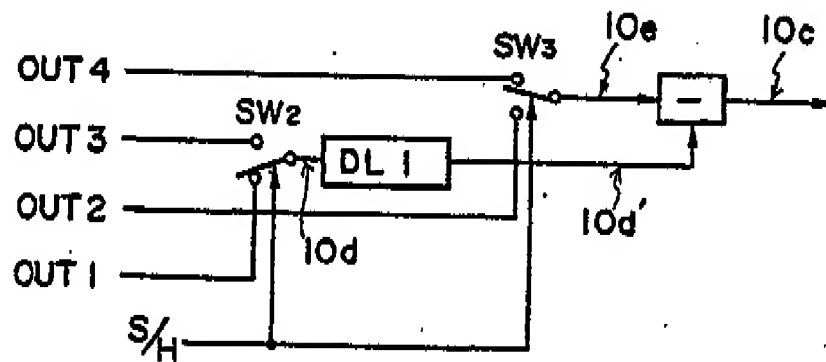 10e
10c
SW3
OUT 4
SW2
OUT 3
DL 1
-
OUT 2
10d
10d'
OUT 1
S/H